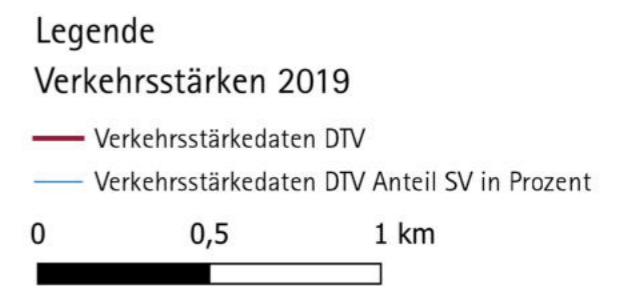 Legende
Verkehrsstärken 2019
Verkehrsstärkedaten DTV
Verkehrsstärkedaten DTV Anteil SV in Prozent
0 0,5 1 km